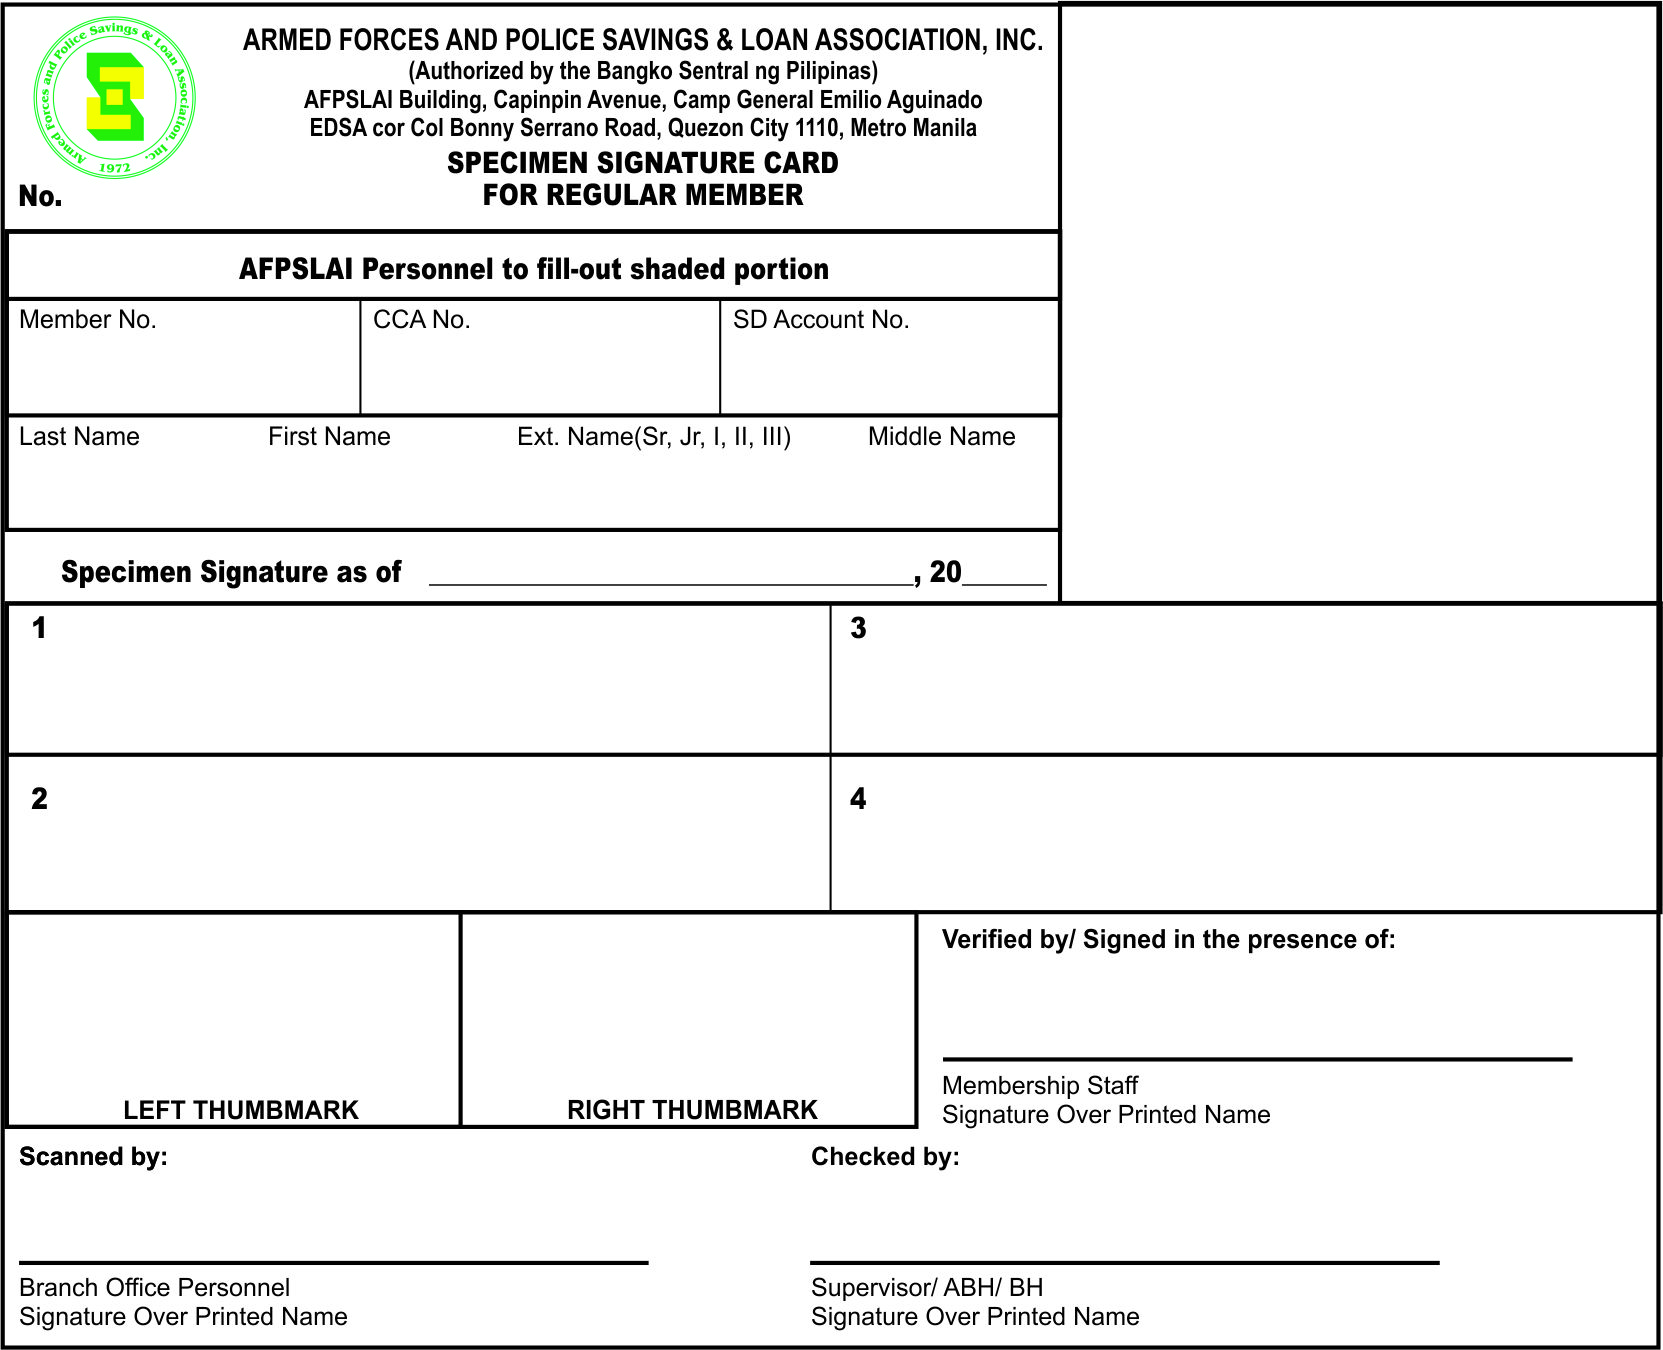 Armed Forces and Police Savings & Loan Association, Inc.
1972
ARMED FORCES AND POLICE SAVINGS & LOAN ASSOCIATION, INC.
(Authorized by the Bangko Sentral ng Pilipinas)
AFPSLAI Building, Capinpin Avenue, Camp General Emilio Aguinado
EDSA cor Col Bonny Serrano Road, Quezon City 1110, Metro Manila
SPECIMEN SIGNATURE CARD
FOR REGULAR MEMBER
No.
AFPSLAI Personnel to fill-out shaded portion
Member No. CCA No. SD Account No.
Last Name First Name Ext. Name(Sr, Jr, I, II, III) Middle Name
Specimen Signature as of ______, 20______
1 3
2 4
LEFT THUMBMARK RIGHT THUMBMARK
Verified by/ Signed in the presence of:
Membership Staff
Signature Over Printed Name
Scanned by:
Branch Office Personnel
Signature Over Printed Name
Checked by:
Supervisor/ ABH/ BH
Signature Over Printed Name